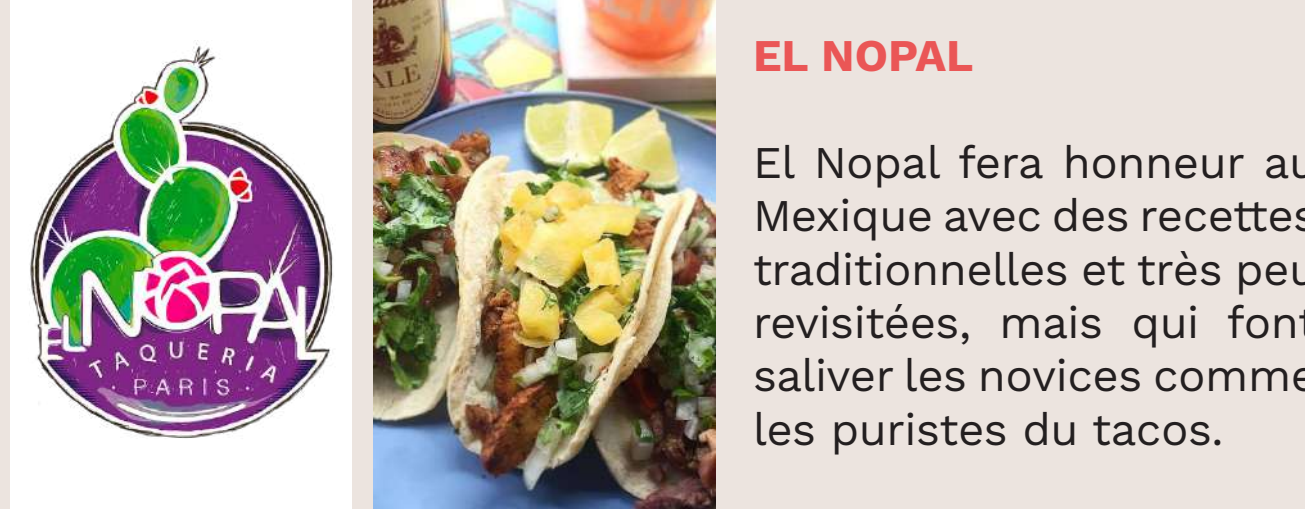 EL NOPAL
TAQUERIA
· PARIS ·
ALE
EL NOPAL
El Nopal fera honneur au
Mexique avec des recettes
traditionnelles et très peu
revisitées, mais qui font
saliver les novices comme
les puristes du tacos.